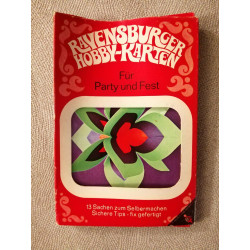 RAVENSBURGER
HOBBY-KARTEN
Für
Party und Fest
13 Sachen zum Selbermachen
Sichere Tips - fix gefertigt